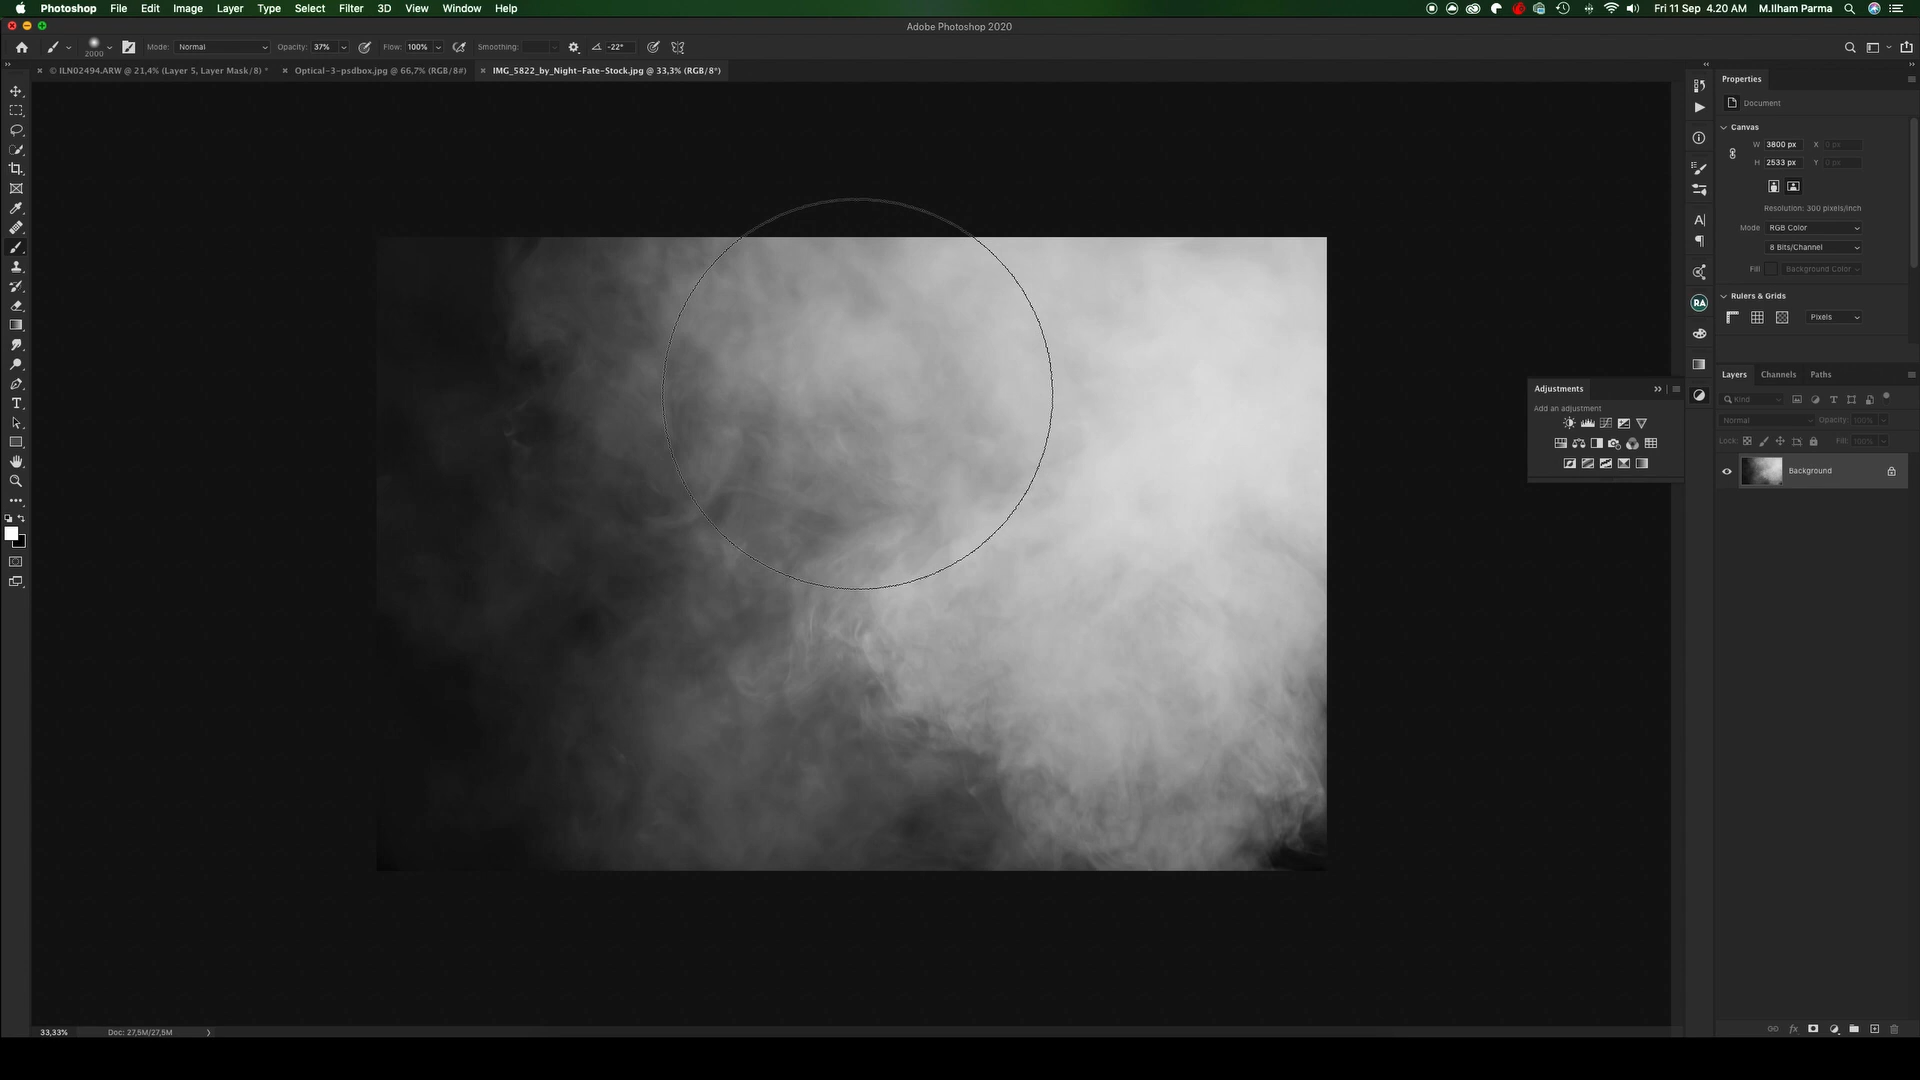 Photoshop File Edit Image Layer Type Select Filter 3D View Window Help Fri 11 Sep 4.20 AM M.Ilham Parma
Adobe Photoshop 2020
2000 Mode: Normal Opacity: 37% Flow: 100% Smoothing: -22°
© ILN02494.ARW @ 21,4% (Layer 5, Layer Mask/8) * Optical-3-psdbox.jpg @ 66,7% (RGB/8#) IMG_5822_by_Night-Fate-Stock.jpg @ 33,3% (RGB/8*)
Properties
Document
Canvas
W 3800 px X 0 px
H 2533 px Y 0 px
Resolution: 300 pixels/inch
Mode RGB Color
8 Bits/Channel
Fill Background Color
Rulers & Grids
Pixels
RA
Adjustments
Add an adjustment
Layers Channels Paths
Kind
Normal Opacity: 100%
Lock: Fill: 100%
Background
33,33% Doc: 27,5M/27,5M